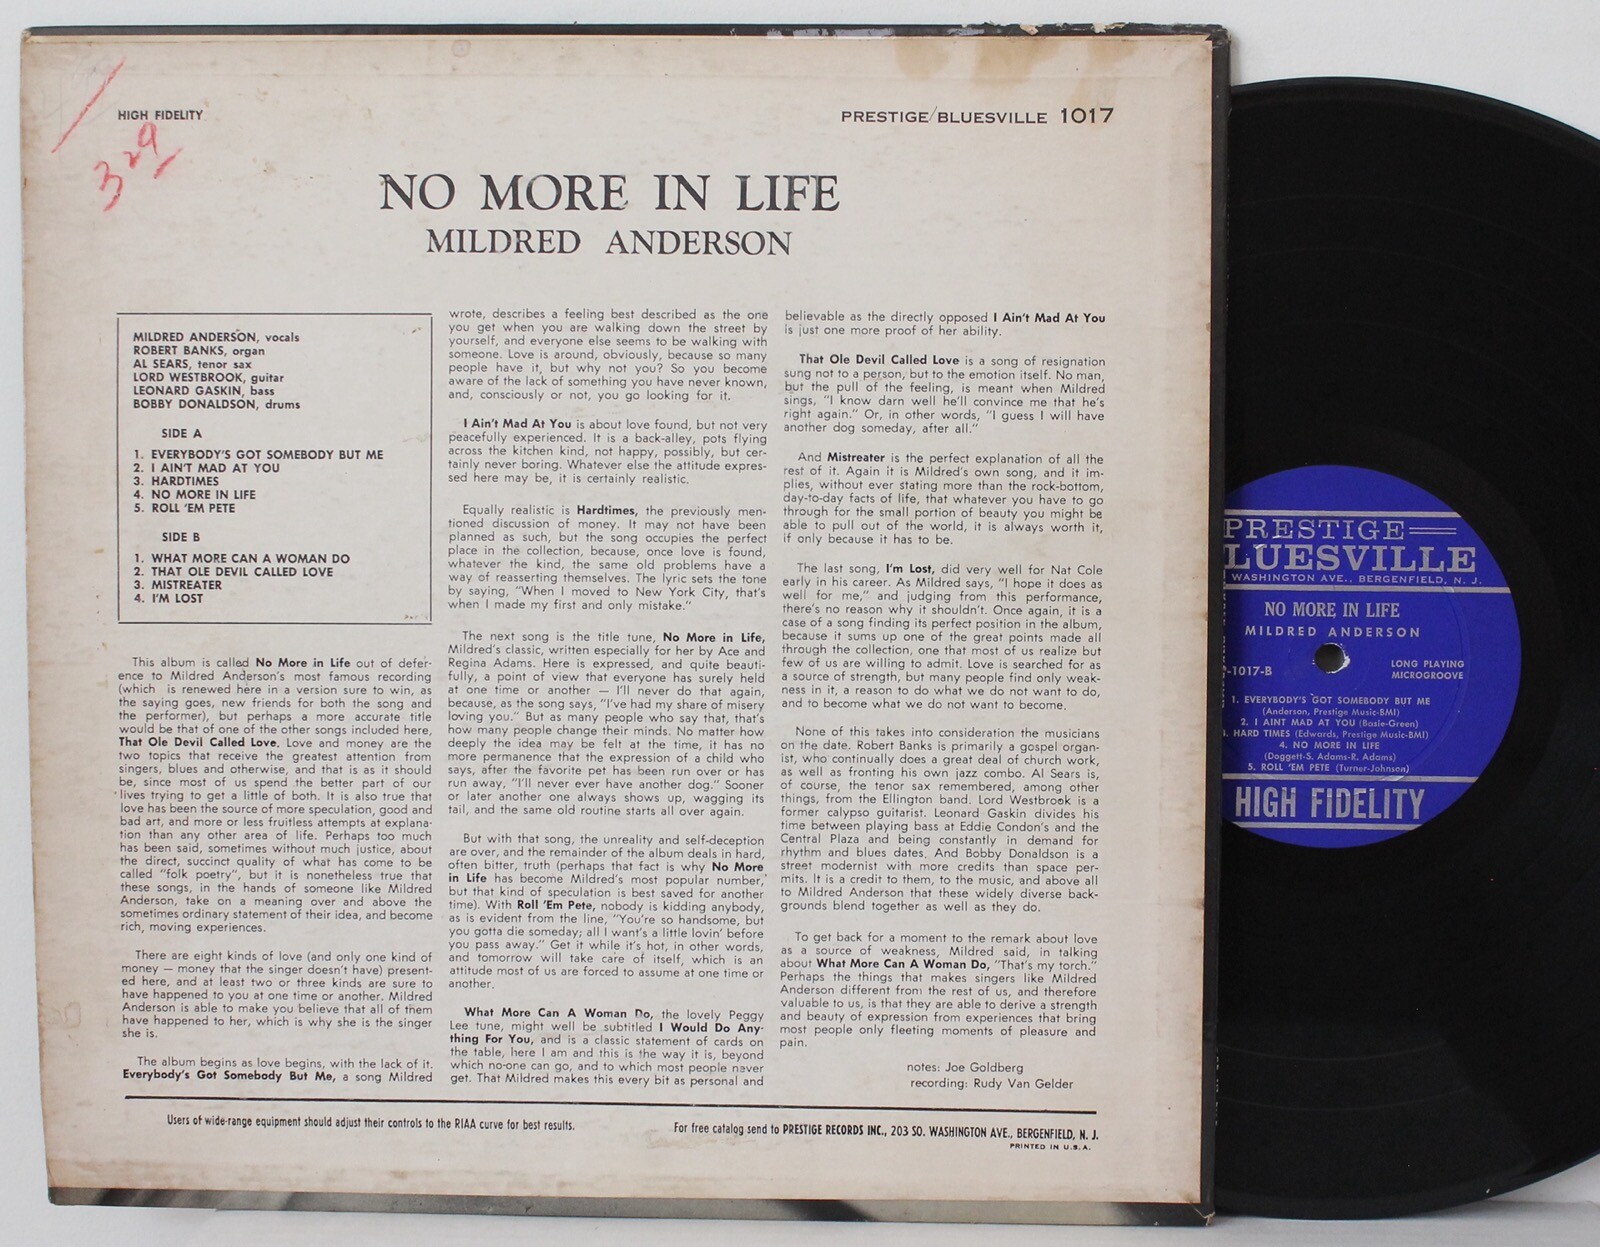 HIGH FIDELITY
PRESTIGE/BLUESVILLE 1017
329
NO MORE IN LIFE
MILDRED ANDERSON
MILDRED ANDERSON, vocals
ROBERT BANKS, organ
AL SEARS, tenor sax
LORD WESTBROOK, guitar
LEONARD GASKIN, bass
BOBBY DONALDSON, drums
SIDE A
1. EVERYBODY'S GOT SOMEBODY BUT ME
2. I AIN'T MAD AT YOU
3. HARDTIMES
4. NO MORE IN LIFE
5. ROLL 'EM PETE
SIDE B
1. WHAT MORE CAN A WOMAN DO
2. THAT OLE DEVIL CALLED LOVE
3. MISTREATER
4. I'M LOST
This album is called No More in Life out of defer-
ence to Mildred Anderson's most famous recording
(which is renewed here in a version sure to win, as
the saying goes, new friends for both the song and
the performer), but perhaps a more accurate title
would be that of one of the other songs included here,
That Ole Devil Called Love. Love and money are the
two topics that receive the greatest attention from
singers, blues and otherwise, and that is as it should
be, since most of us spend the better part of our
lives trying to get a little of both. It is also true that
love has been the source of more speculation, good and
bad art, and more or less fruitless attempts at explana-
tion than any other area of life. Perhaps too much
has been said, sometimes without much justice, about
the direct, succinct quality of what has come to be
called "folk poetry", but it is nonetheless true that
these songs, in the hands of someone like Mildred
Anderson, take on a meaning over and above the
sometimes ordinary statement of their idea, and become
rich, moving experiences.
There are eight kinds of love (and only one kind of
money — money that the singer doesn't have) present-
ed here, and at least two or three kinds are sure to
have happened to you at one time or another. Mildred
Anderson is able to make you believe that all of them
have happened to her, which is why she is the singer
she is.
The album begins as love begins, with the lack of it.
Everybody's Got Somebody But Me, a song Mildred
wrote, describes a feeling best described as the one
you get when you are walking down the street by
yourself, and everyone else seems to be walking with
someone. Love is around, obviously, because so many
people have it, but why not you? So you become
aware of the lack of something you have never known,
and, consciously or not, you go looking for it.
I Ain't Mad At You is about love found, but not very
peacefully experienced. It is a back-alley, pots flying
across the kitchen kind, not happy, possibly, but cer-
tainly never boring. Whatever else the attitude expres-
sed here may be, it is certainly realistic.
Equally realistic is Hardtimes, the previously men-
tioned discussion of money. It may not have been
planned as such, but the song occupies the perfect
place in the collection, because, once love is found,
whatever the kind, the same old problems have a
way of reasserting themselves. The lyric sets the tone
by saying, "When I moved to New York City, that's
when I made my first and only mistake."
The next song is the title tune, No More in Life,
Mildred's classic, written especially for her by Ace and
Regina Adams. Here is expressed, and quite beauti-
fully, a point of view that everyone has surely held
at one time or another — I'll never do that again,
because, as the song says, "I've had my share of misery
loving you." But as many people who say that, that's
how many people change their minds. No matter how
deeply the idea may be felt at the time, it has no
more permanence that the expression of a child who
says, after the favorite pet has been run over or has
run away, "I'll never ever have another dog." Sooner
or later another one always shows up, wagging its
tail, and the same old routine starts all over again.
But with that song, the unreality and self-deception
are over, and the remainder of the album deals in hard,
often bitter, truth (perhaps that fact is why No More
in Life has become Mildred's most popular number,
but that kind of speculation is best saved for another
time). With Roll 'Em Pete, nobody is kidding anybody,
as is evident from the line, "You're so handsome, but
you gotta die someday; all I want's a little lovin' before
you pass away." Get it while it's hot, in other words,
and tomorrow will take care of itself, which is an
attitude most of us are forced to assume at one time or
another.
What More Can A Woman Do, the lovely Peggy
Lee tune, might well be subtitled I Would Do Any-
thing For You, and is a classic statement of cards on
the table, here I am and this is the way it is, beyond
which no-one can go, and to which most people never
get. That Mildred makes this every bit as personal and
believable as the directly opposed I Ain't Mad At You
is just one more proof of her ability.
That Ole Devil Called Love is a song of resignation
sung not to a person, but to the emotion itself. No man,
but the pull of the feeling, is meant when Mildred
sings, "I know darn well he'll convince me that he's
right again." Or, in other words, "I guess I will have
another dog someday, after all."
And Mistreater is the perfect explanation of all the
rest of it. Again it is Mildred's own song, and it im-
plies, without ever stating more than the rock-bottom,
day-to-day facts of life, that whatever you have to go
through for the small portion of beauty you might be
able to pull out of the world, it is always worth it,
if only because it has to be.
The last song, I'm Lost, did very well for Nat Cole
early in his career. As Mildred says, "I hope it does as
well for me," and judging from this performance,
there's no reason why it shouldn't. Once again, it is a
case of a song finding its perfect position in the album,
because it sums up one of the great points made all
through the collection, one that most of us realize but
few of us are willing to admit. Love is searched for as
a source of strength, but many people find only weak-
ness in it, a reason to do what we do not want to do,
and to become what we do not want to become.
None of this takes into consideration the musicians
on the date. Robert Banks is primarily a gospel organ-
ist, who continually does a great deal of church work,
as well as fronting his own jazz combo. Al Sears is,
of course, the tenor sax remembered, among other
things, from the Ellington band. Lord Westbrook is a
former calypso guitarist. Leonard Gaskin divides his
time between playing bass at Eddie Condon's and the
Central Plaza and being constantly in demand for
rhythm and blues dates. And Bobby Donaldson is a
street modernist with more credits than space per-
mits. It is a credit to them, to the music, and above all
to Mildred Anderson that these widely diverse back-
grounds blend together as well as they do.
To get back for a moment to the remark about love
as a source of weakness, Mildred said, in talking
about What More Can A Woman Do, "That's my torch."
Perhaps the things that makes singers like Mildred
Anderson different from the rest of us, and therefore
valuable to us, is that they are able to derive a strength
and beauty of expression from experiences that bring
most people only fleeting moments of pleasure and
pain.
notes: Joe Goldberg
recording: Rudy Van Gelder
Users of wide-range equipment should adjust their controls to the RIAA curve for best results.
For free catalog send to PRESTIGE RECORDS INC., 203 SO. WASHINGTON AVE., BERGENFIELD, N. J.
PRINTED IN U.S.A.
PRESTIGE
LUESVILLE
WASHINGTON AVE., BERGENFIELD, N. J.
NO MORE IN LIFE
MILDRED ANDERSON
-1017-B
LONG PLAYING
MICROGROOVE
1. EVERYBODY'S GOT SOMEBODY BUT ME
(Anderson, Prestige Music-BMI)
2. I AINT MAD AT YOU (Basie-Green)
3. HARD TIMES (Edwards, Prestige Music-BMI)
4. NO MORE IN LIFE
(Doggett-S. Adams-R. Adams)
5. ROLL 'EM PETE (Turner-Johnson)
HIGH FIDELITY